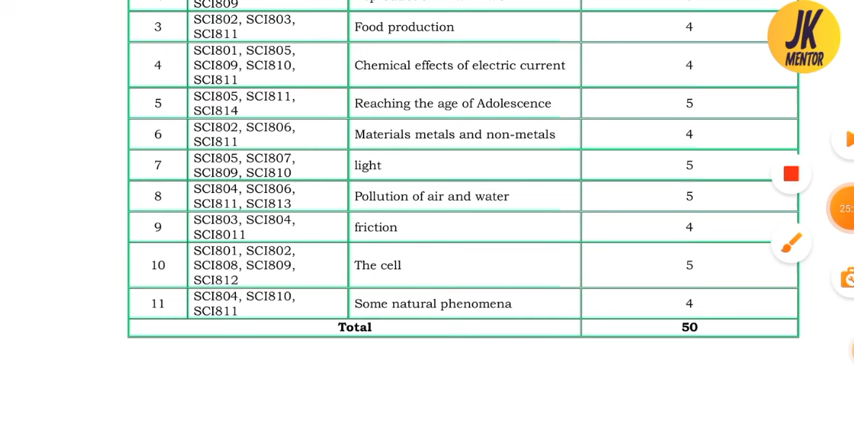 SCI809
3 SCI802, SCI803, Food production 4
SCI811
SCI801, SCI805,
4 SCI809, SCI810, Chemical effects of electric current 4
SCI811
5 SCI805, SCI811, Reaching the age of Adolescence 5
SCI814
6 SCI802, SCI806, Materials metals and non-metals 4
SCI811
7 SCI805, SCI807, light 5
SCI809, SCI810
8 SCI804, SCI806, Pollution of air and water 5
SCI811, SCI813
9 SCI803, SCI804, friction 4
SCI8011
SCI801, SCI802,
10 SCI808, SCI809, The cell 5
SCI812
11 SCI804, SCI810, Some natural phenomena 4
SCI811
Total 50
JK
MENTOR
25: